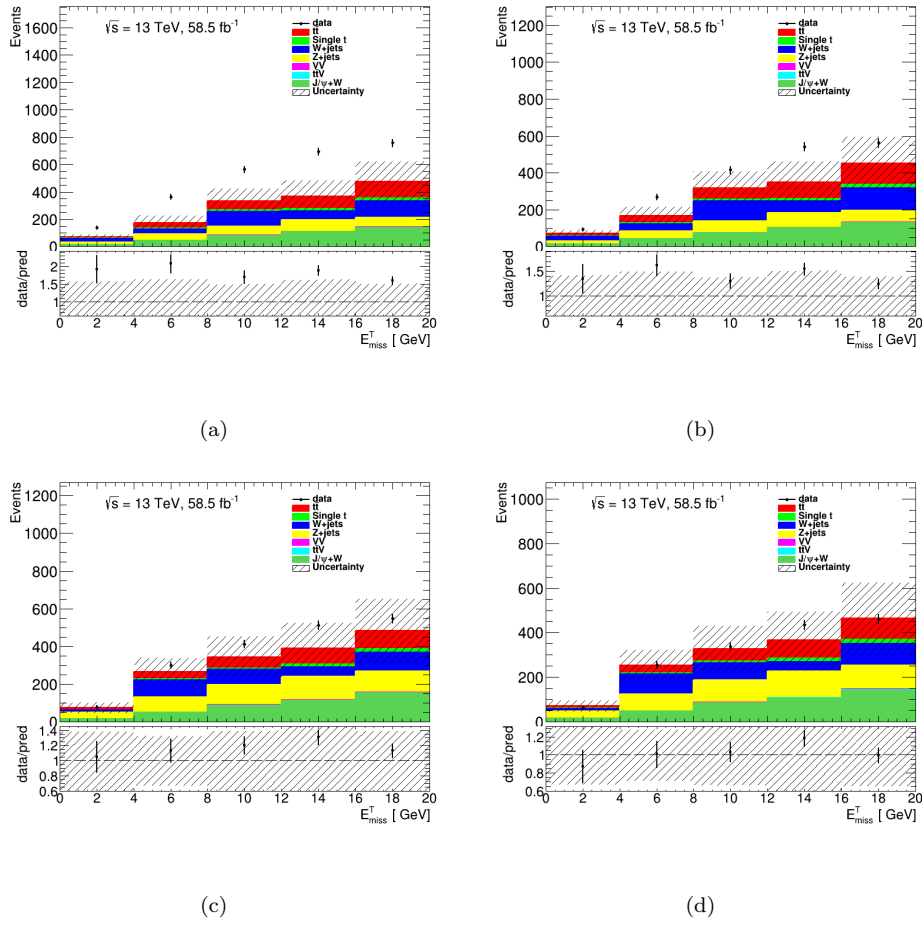 Events
√s = 13 TeV, 58.5 fb-1
data
tt
Single t
W+jets
Z+jets
VV
ttV
J/ψ+W
Uncertainty
1600
1400
1200
1000
800
600
400
200
0
data/pred
2
1.5
1
0 2 4 6 8 10 12 14 16 18 20
E T miss [ GeV]
(a)
Events
√s = 13 TeV, 58.5 fb-1
data
tt
Single t
W+jets
Z+jets
VV
ttV
J/ψ+W
Uncertainty
1200
1000
800
600
400
200
0
data/pred
1.5
1
0 2 4 6 8 10 12 14 16 18 20
E T miss [ GeV]
(b)
Events
√s = 13 TeV, 58.5 fb-1
data
tt
Single t
W+jets
Z+jets
VV
ttV
J/ψ+W
Uncertainty
1200
1000
800
600
400
200
0
data/pred
1.4
1.2
1
0.8
0.6
0 2 4 6 8 10 12 14 16 18 20
E T miss [ GeV]
(c)
Events
√s = 13 TeV, 58.5 fb-1
data
tt
Single t
W+jets
Z+jets
VV
ttV
J/ψ+W
Uncertainty
1000
800
600
400
200
0
data/pred
1.2
1
0.8
0.6
0 2 4 6 8 10 12 14 16 18 20
E T miss [ GeV]
(d)